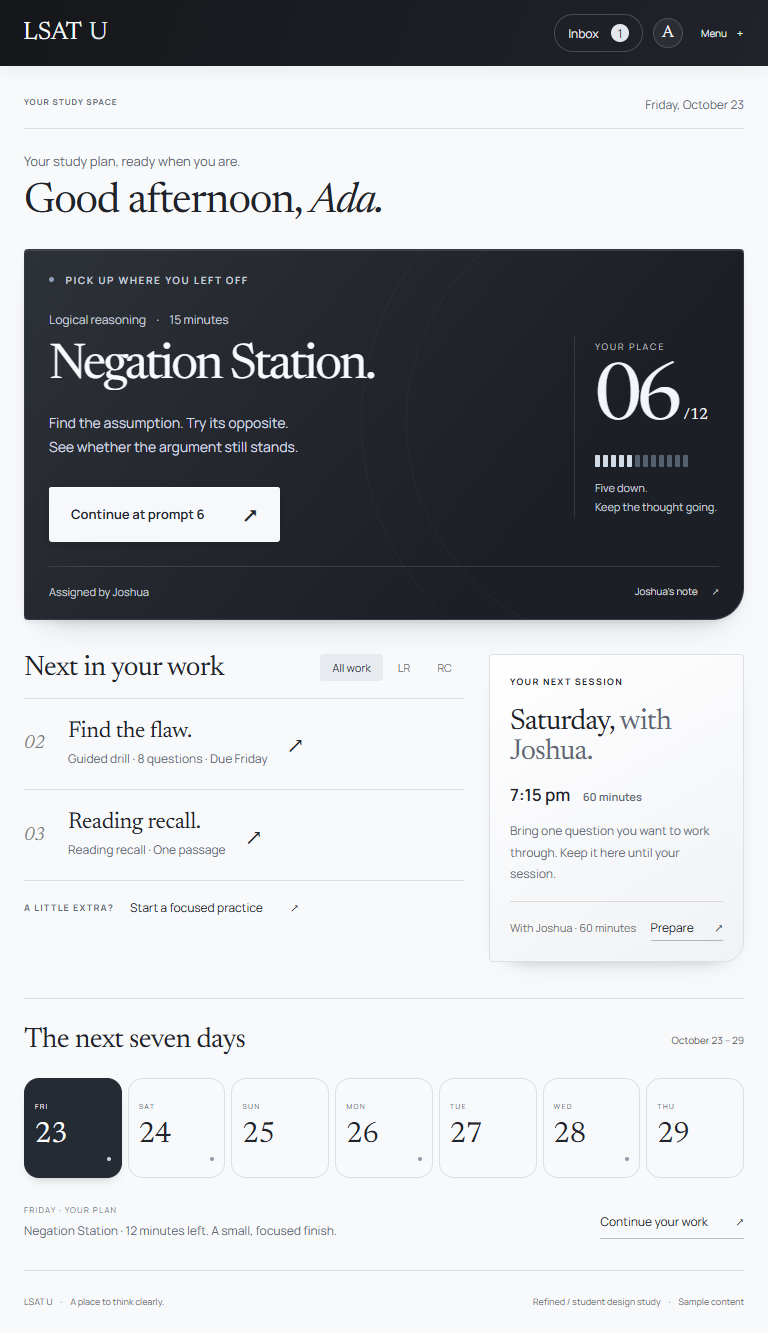 LSAT U
Inbox 1
A
Menu +
YOUR STUDY SPACE
Friday, October 23
Your study plan, ready when you are.
Good afternoon, Ada.
PICK UP WHERE YOU LEFT OFF
Logical reasoning · 15 minutes
Negation Station.
Find the assumption. Try its opposite.
See whether the argument still stands.
Continue at prompt 6 ↗
YOUR PLACE
06/12
Five down.
Keep the thought going.
Assigned by Joshua
Joshua's note ↗
Next in your work
All work LR RC
02
Find the flaw.
Guided drill · 8 questions · Due Friday
↗
03
Reading recall.
Reading recall · One passage
↗
A LITTLE EXTRA? Start a focused practice ↗
YOUR NEXT SESSION
Saturday, with
Joshua.
7:15 pm 60 minutes
Bring one question you want to work
through. Keep it here until your
session.
With Joshua · 60 minutes Prepare ↗
The next seven days
October 23 – 29
FRI
23
SAT
24
SUN
25
MON
26
TUE
27
WED
28
THU
29
FRIDAY · YOUR PLAN
Negation Station · 12 minutes left. A small, focused finish.
Continue your work ↗
LSAT U · A place to think clearly.
Refined / student design study · Sample content